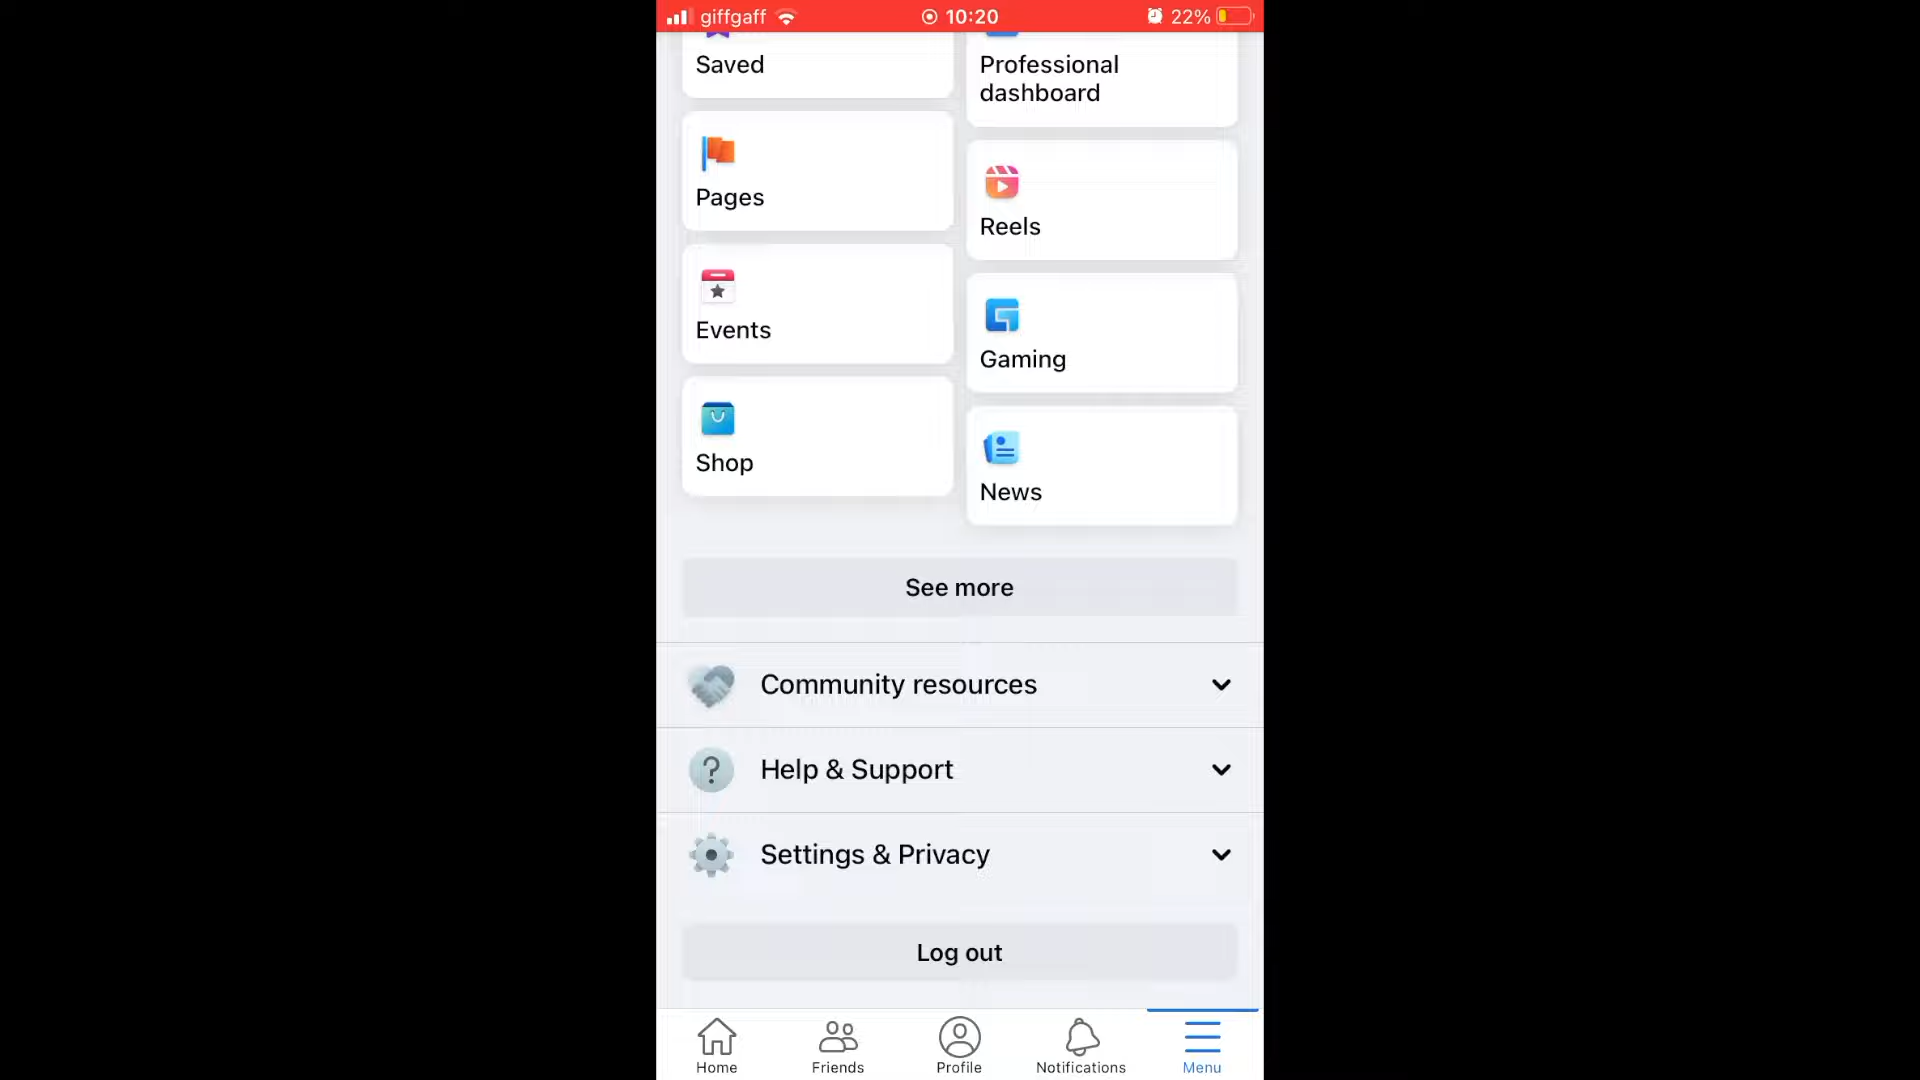 giffgaff 10:20 22%
Saved
Professional
dashboard
Pages
Reels
Events
Gaming
Shop
News
See more
Community resources
Help & Support
Settings & Privacy
Log out
Home Friends Profile Notifications Menu